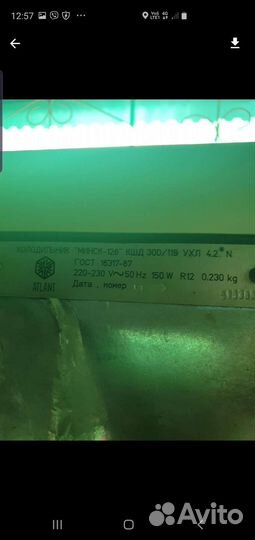 12:57
ХОЛОДИЛЬНИК "МИНСК-126" КШД 300/119 УХЛ 4.2.* N
ГОСТ 16317-87
220-230 V~50 Hz 150 W R12 0.230 kg
ATLANT
Дата, номер
Avito